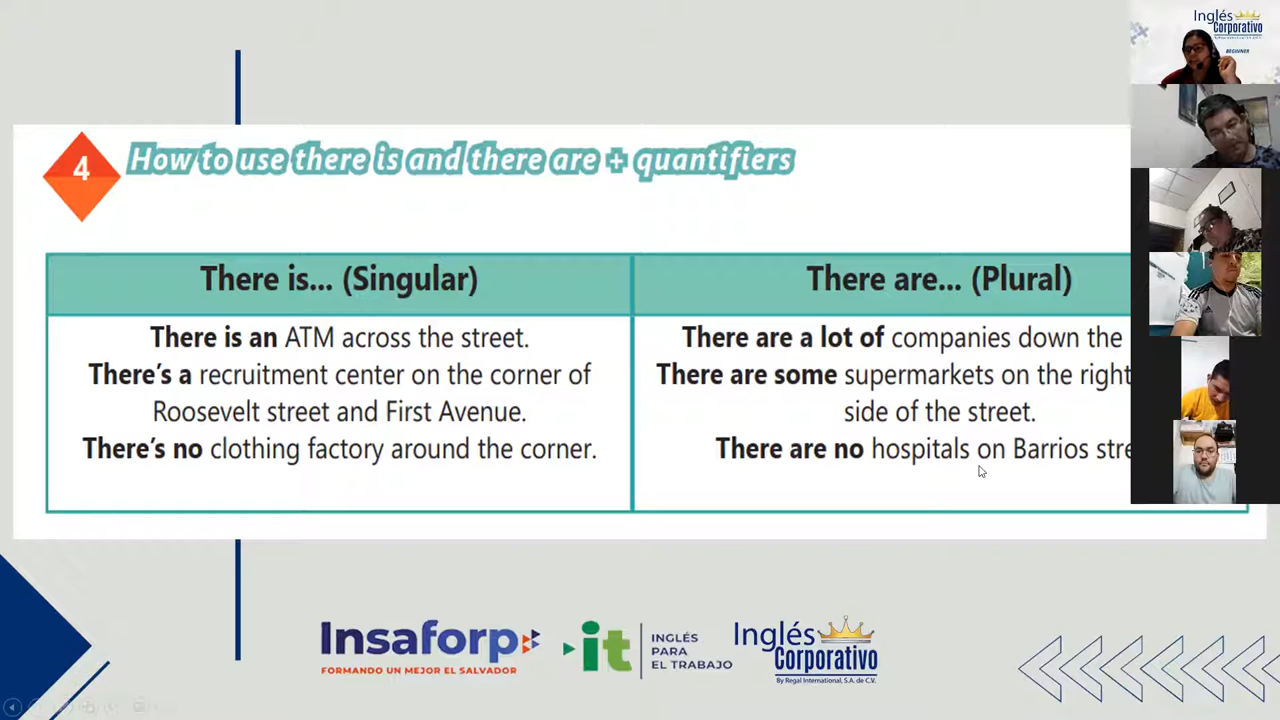 Inglés
Corporativo
BEGINNER
4
How to use there is and there are + quantifiers
There is... (Singular)
There are... (Plural)
There is an ATM across the street.
There's a recruitment center on the corner of
Roosevelt street and First Avenue.
There's no clothing factory around the corner.
There are a lot of companies down the
There are some supermarkets on the right
side of the street.
There are no hospitals on Barrios stre
Insaforp
FORMANDO UN MEJOR EL SALVADOR
it
INGLÉS
PARA
EL TRABAJO
Inglés
Corporativo
By Regal International, S.A. de C.V.